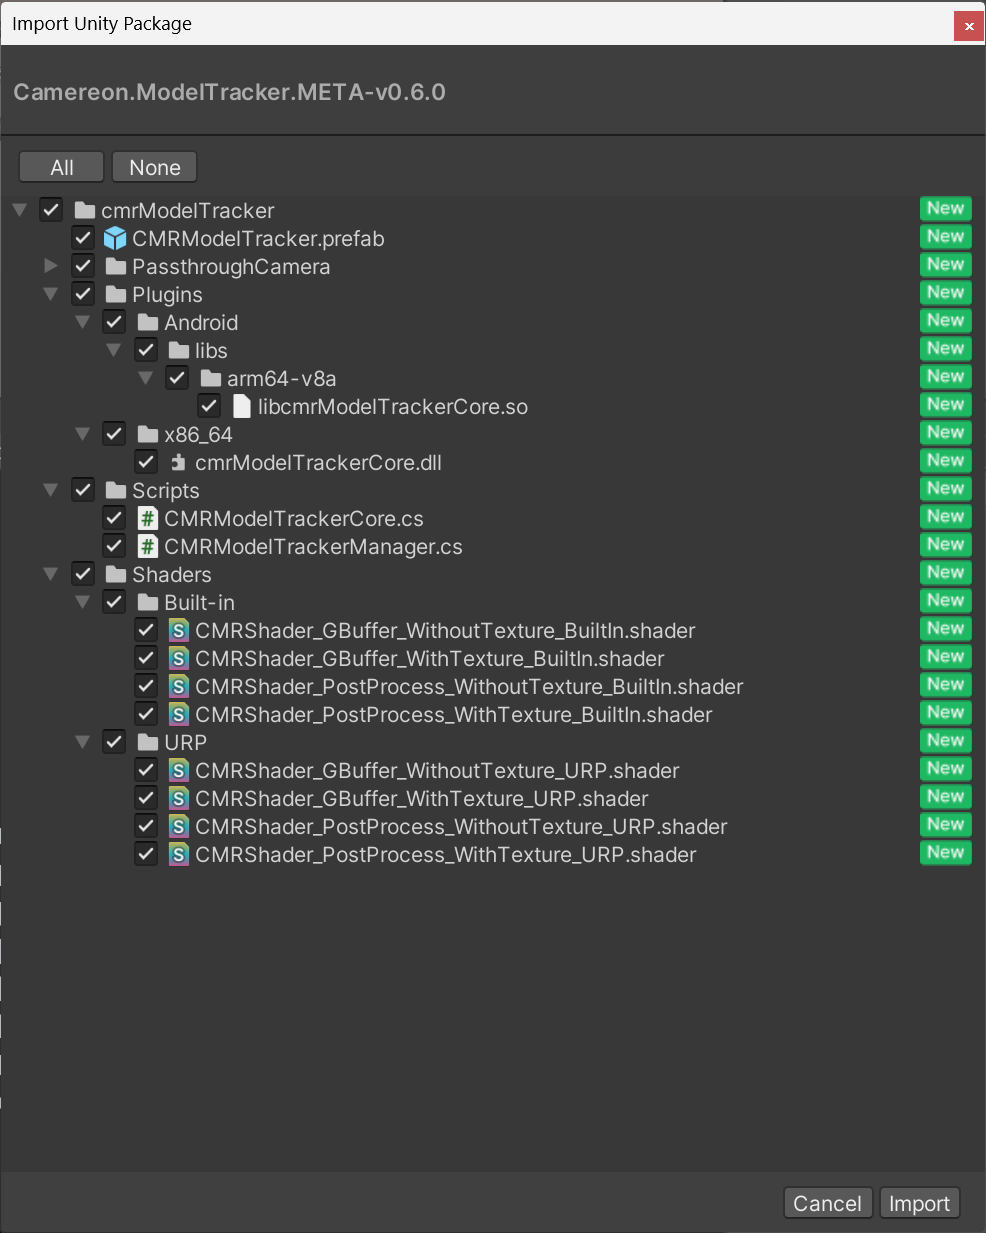 Import Unity Package
Camereon.ModelTracker.META-v0.6.0
All None
cmrModelTracker New
CMRModelTracker.prefab New
PassthroughCamera New
Plugins New
Android New
libs New
arm64-v8a New
libcmrModelTrackerCore.so New
x86_64 New
cmrModelTrackerCore.dll New
Scripts New
# CMRModelTrackerCore.cs New
# CMRModelTrackerManager.cs New
Shaders New
Built-in New
S CMRShader_GBuffer_WithoutTexture_BuiltIn.shader New
S CMRShader_GBuffer_WithTexture_BuiltIn.shader New
S CMRShader_PostProcess_WithoutTexture_BuiltIn.shader New
S CMRShader_PostProcess_WithTexture_BuiltIn.shader New
URP New
S CMRShader_GBuffer_WithoutTexture_URP.shader New
S CMRShader_GBuffer_WithTexture_URP.shader New
S CMRShader_PostProcess_WithoutTexture_URP.shader New
S CMRShader_PostProcess_WithTexture_URP.shader New
Cancel Import